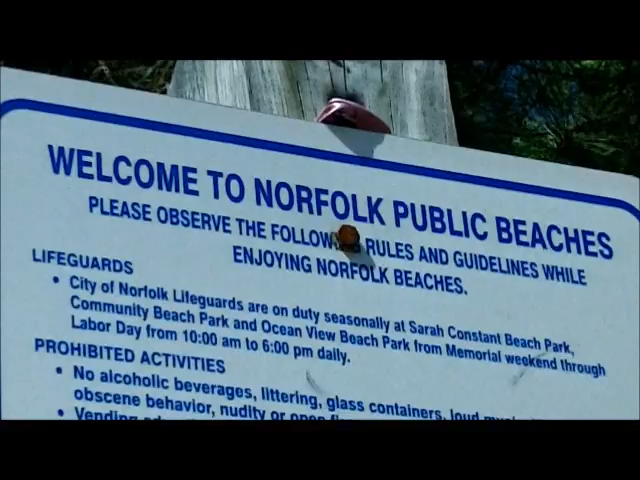 WELCOME TO NORFOLK PUBLIC BEACHES
PLEASE OBSERVE THE FOLLOWING RULES AND GUIDELINES WHILE
ENJOYING NORFOLK BEACHES.
LIFEGUARDS
• City of Norfolk Lifeguards are on duty seasonally at Sarah Constant Beach Park,
Community Beach Park and Ocean View Beach Park from Memorial weekend through
Labor Day from 10:00 am to 6:00 pm daily.
PROHIBITED ACTIVITIES
• No alcoholic beverages, littering, glass containers, loud
obscene behavior, nudity or open
• Vending